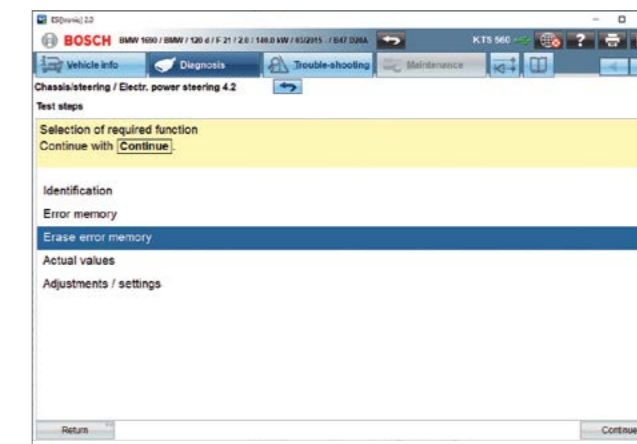 ESI[tronic] 2.0
BOSCH BMW 1690 / BMW / 120 d / F 21 / 2.0 / 140.0 kW / 03/2015 - / B47 D20A KTS 560 ?
Vehicle info Diagnosis Trouble-shooting Maintenance
Chassis/steering / Electr. power steering 4.2
Test steps
Selection of required function
Continue with Continue.
Identification
Error memory
Erase error memory
Actual values
Adjustments / settings
Return Continue